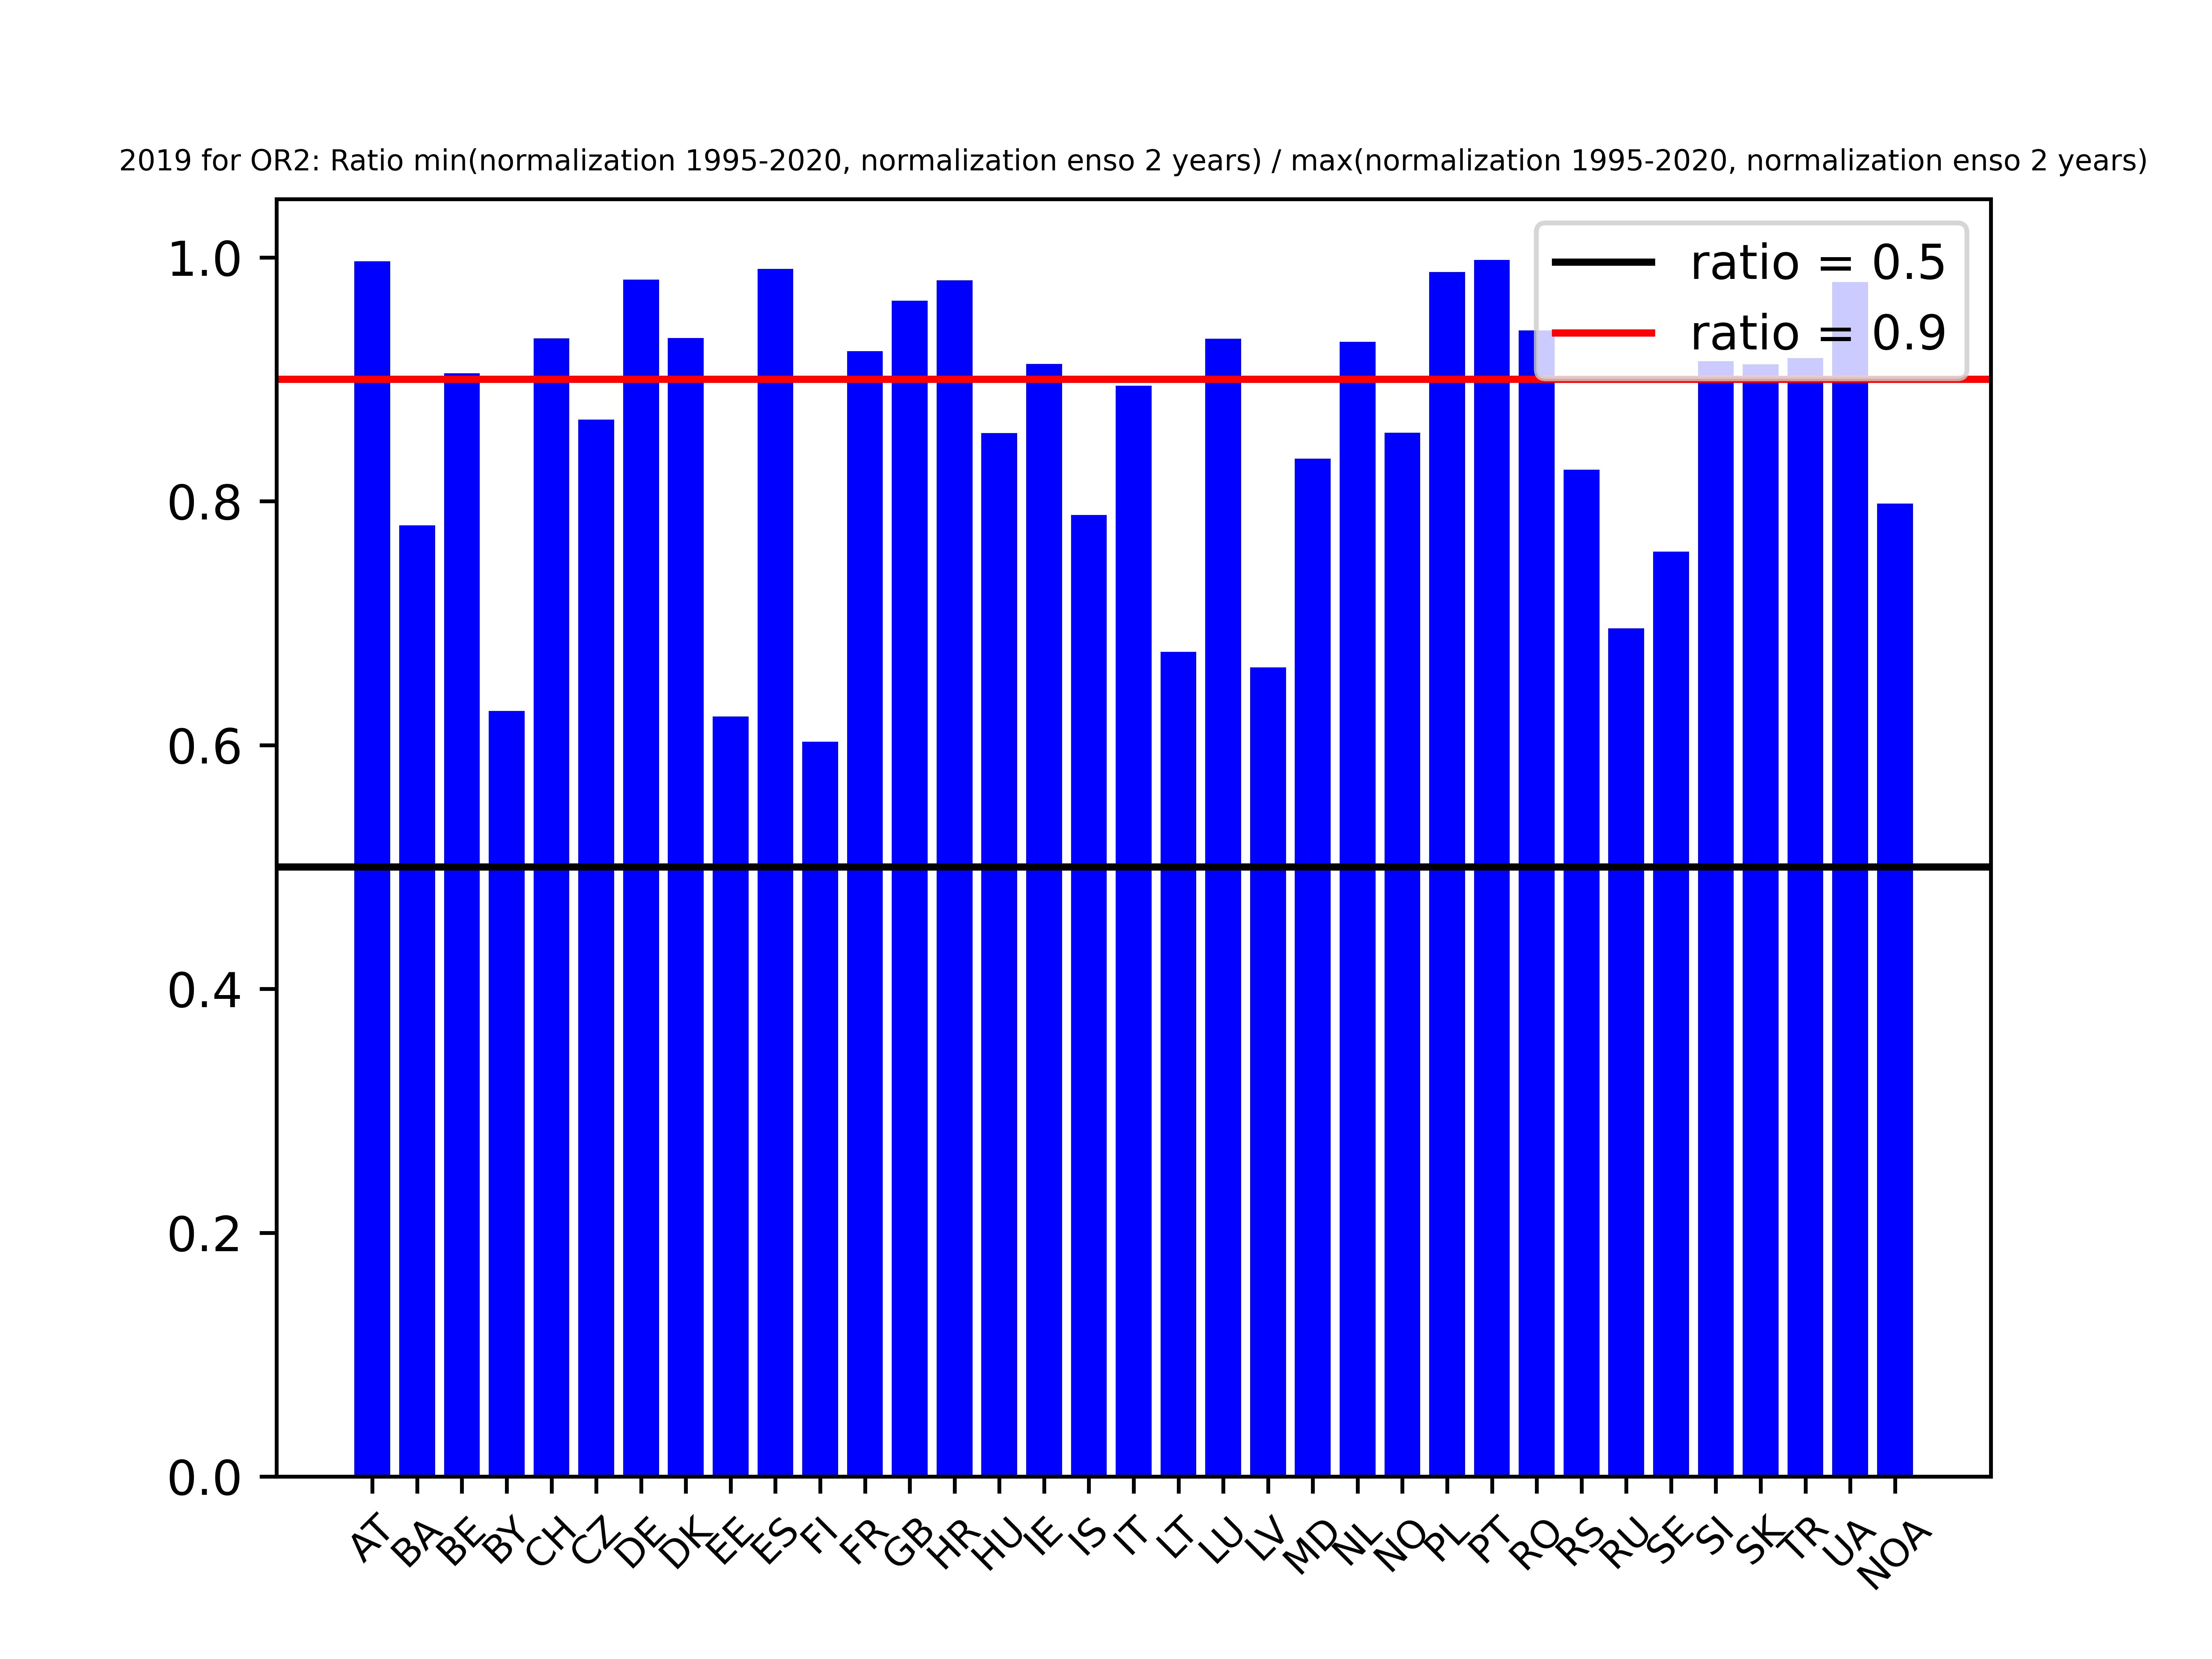 2019 for OR2: Ratio min(normalization 1995-2020, normalization enso 2 years) / max(normalization 1995-2020, normalization enso 2 years)
ratio = 0.5
ratio = 0.9
1.0
0.8
0.6
0.4
0.2
0.0
AT BA BE BY CH CZ DE DK EE ES FI FR GB HR HU IE IS IT LT LU LV MD NL NO PL PT RO RS RU SE SI SK TR UA NOA